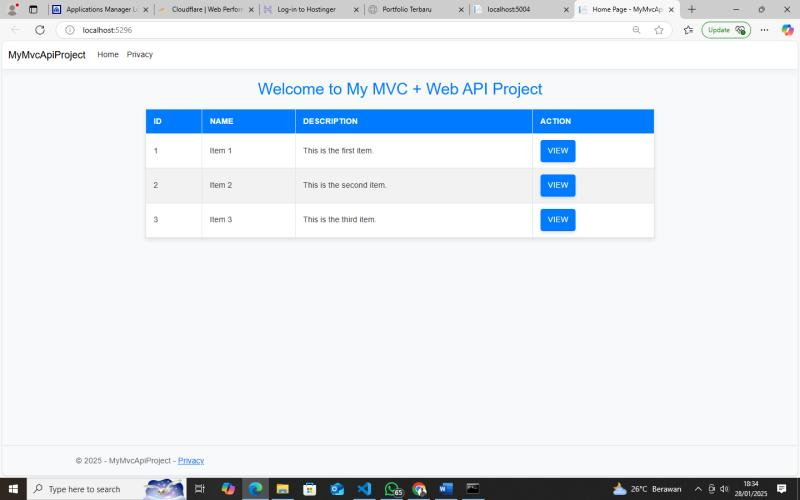 Applications Manager Lo
Cloudflare | Web Perforn
Log-in to Hostinger
Portfolio Terbaru
localhost:5004
Home Page - MyMvcAp
localhost:5296
Update
MyMvcApiProject Home Privacy
Welcome to My MVC + Web API Project
ID NAME DESCRIPTION ACTION
1 Item 1 This is the first item. VIEW
2 Item 2 This is the second item. VIEW
3 Item 3 This is the third item. VIEW
© 2025 - MyMvcApiProject - Privacy
Type here to search
65
26°C Berawan
18:34
28/01/2025